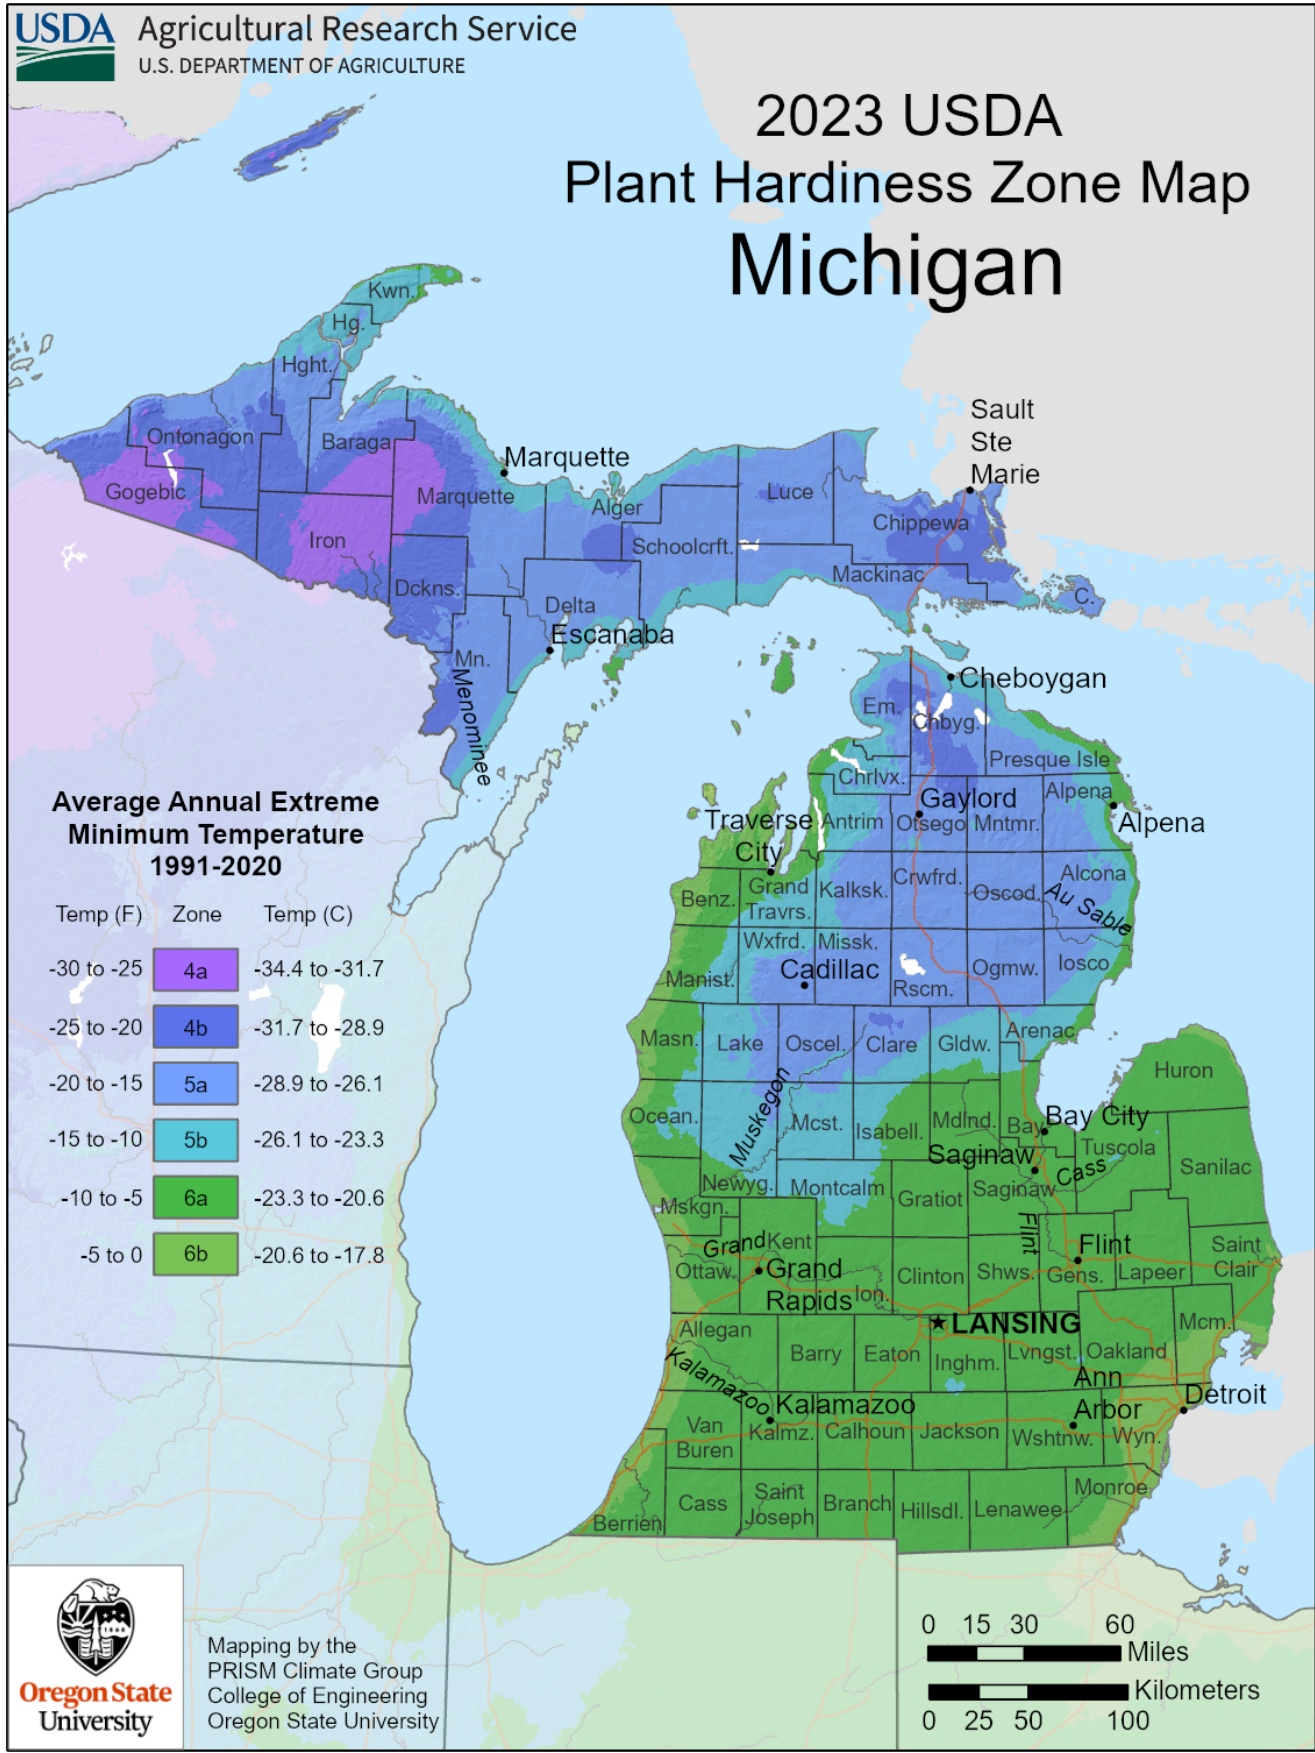 USDA
Agricultural Research Service
U.S. DEPARTMENT OF AGRICULTURE
2023 USDA
Plant Hardiness Zone Map
Michigan
Kwn.
Hg.
Hght.
Ontonagon
Baraga
Gogebic
Marquette
Marquette
Iron
Alger
Luce
Sault
Ste
Marie
Chippewa
Schoolcrft.
Mackinac
Dckns.
Delta
C.
Escanaba
Mn.
Menominee
Cheboygan
Em.
Chbyg.
Presque Isle
Chrlvx.
Alpena
Gaylord
Alpena
Traverse
City
Antrim
Otsego
Mntmr.
Benz.
Grand
Travrs.
Kalksk.
Crwfrd.
Oscod.
Alcona
Au Sable
Wxfrd.
Missk.
Cadillac
Manist.
Rscm.
Ogmw.
Iosco
Masn.
Lake
Oscel.
Clare
Gldw.
Arenac
Huron
Ocean.
Muskegon
Mcst.
Isabell.
Mdlnd.
Bay
Bay City
Tuscola
Saginaw
Cass
Sanilac
Newyg.
Montcalm
Gratiot
Saginaw
Mskgn.
Flint
Grand
Kent
Flint
Saint
Clair
Ottaw.
Grand
Rapids
Ion.
Clinton
Shws.
Gens.
Lapeer
LANSING
Allegan
Mcm.
Barry
Eaton
Inghm.
Lvngst.
Oakland
Kalamazoo
Ann
Arbor
Detroit
Kalamazoo
Van
Buren
Kalmz.
Calhoun
Jackson
Wshtnw.
Wyn.
Berrien
Cass
Saint
Joseph
Branch
Hillsdl.
Lenawee
Monroe
Average Annual Extreme
Minimum Temperature
1991-2020
Temp (F) Zone Temp (C)
-30 to -25 4a -34.4 to -31.7
-25 to -20 4b -31.7 to -28.9
-20 to -15 5a -28.9 to -26.1
-15 to -10 5b -26.1 to -23.3
-10 to -5 6a -23.3 to -20.6
-5 to 0 6b -20.6 to -17.8
Oregon State
University
Mapping by the
PRISM Climate Group
College of Engineering
Oregon State University
0 15 30 60
Miles
Kilometers
0 25 50 100